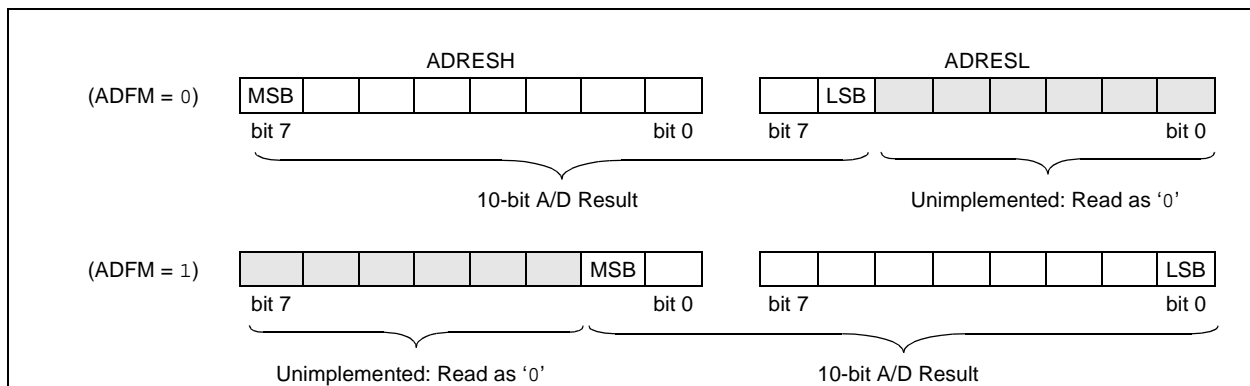 ADRESH ADRESL
(ADFM = 0) MSB LSB
bit 7 bit 0 bit 7 bit 0
10-bit A/D Result Unimplemented: Read as ‘0’
(ADFM = 1) MSB LSB
bit 7 bit 0 bit 7 bit 0
Unimplemented: Read as ‘0’ 10-bit A/D Result